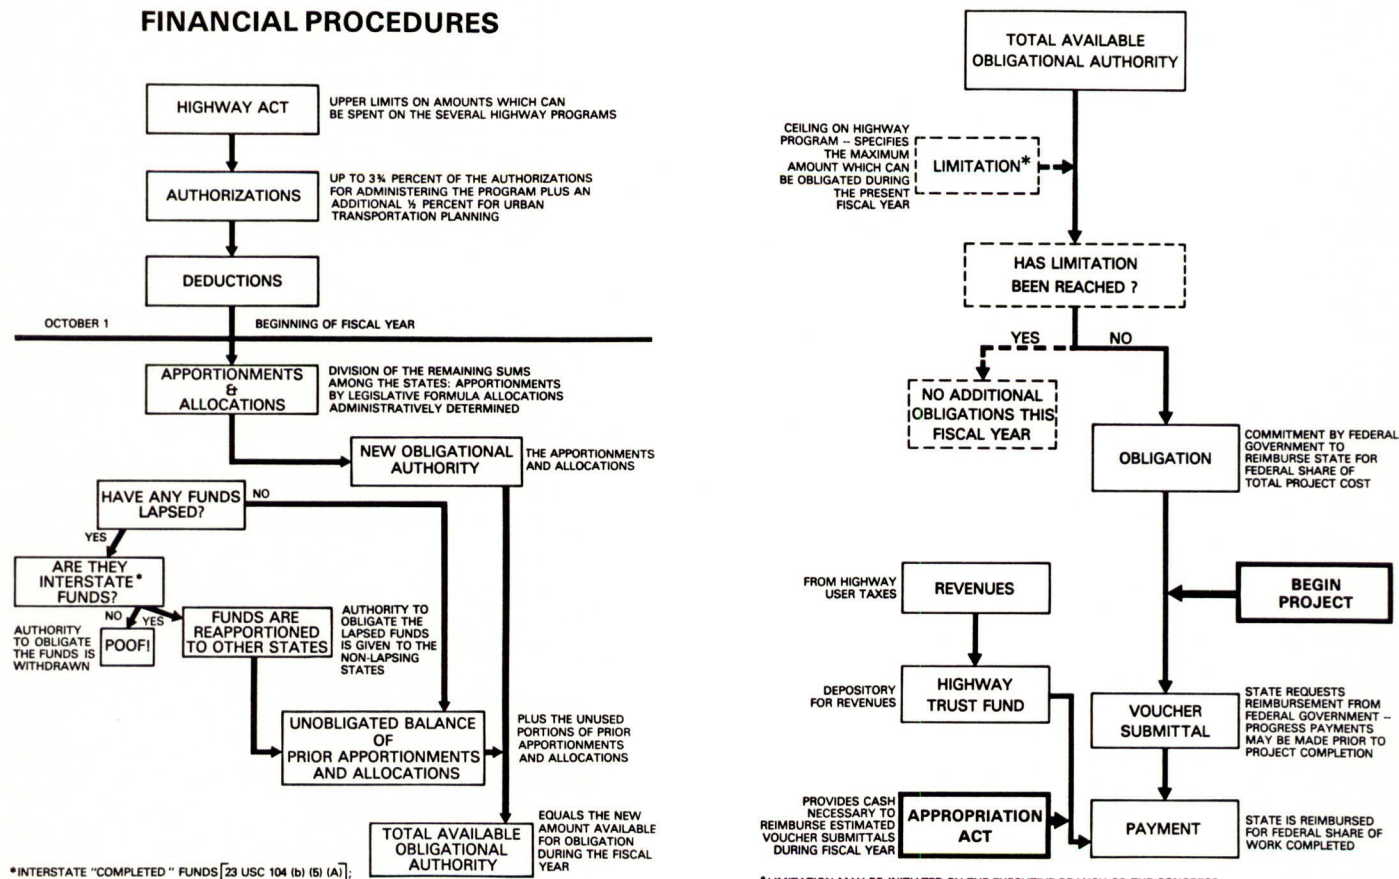 FINANCIAL PROCEDURES
HIGHWAY ACT
UPPER LIMITS ON AMOUNTS WHICH CAN
BE SPENT ON THE SEVERAL HIGHWAY PROGRAMS
AUTHORIZATIONS
UP TO 3¾ PERCENT OF THE AUTHORIZATIONS
FOR ADMINISTERING THE PROGRAM PLUS AN
ADDITIONAL ½ PERCENT FOR URBAN
TRANSPORTATION PLANNING
DEDUCTIONS
OCTOBER 1
BEGINNING OF FISCAL YEAR
APPORTIONMENTS
&
ALLOCATIONS
DIVISION OF THE REMAINING SUMS
AMONG THE STATES: APPORTIONMENTS
BY LEGISLATIVE FORMULA ALLOCATIONS
ADMINISTRATIVELY DETERMINED
NEW OBLIGATIONAL
AUTHORITY
THE APPORTIONMENTS
AND ALLOCATIONS
HAVE ANY FUNDS
LAPSED?
NO
YES
ARE THEY
INTERSTATE*
FUNDS?
NO
YES
AUTHORITY
TO OBLIGATE
THE FUNDS IS
WITHDRAWN
POOF!
FUNDS ARE
REAPPORTIONED
TO OTHER STATES
AUTHORITY TO
OBLIGATE THE
LAPSED FUNDS
IS GIVEN TO THE
NON-LAPSING
STATES
UNOBLIGATED BALANCE
OF
PRIOR APPORTIONMENTS
AND ALLOCATIONS
PLUS THE UNUSED
PORTIONS OF PRIOR
APPORTIONMENTS
AND ALLOCATIONS
TOTAL AVAILABLE
OBLIGATIONAL
AUTHORITY
EQUALS THE NEW
AMOUNT AVAILABLE
FOR OBLIGATION
DURING THE FISCAL
YEAR
*INTERSTATE "COMPLETED" FUNDS [23 USC 104 (b) (5) (A)];
TOTAL AVAILABLE
OBLIGATIONAL AUTHORITY
CEILING ON HIGHWAY
PROGRAM -- SPECIFIES
THE MAXIMUM
AMOUNT WHICH CAN
BE OBLIGATED DURING
THE PRESENT
FISCAL YEAR
LIMITATION*
HAS LIMITATION
BEEN REACHED ?
YES
NO
NO ADDITIONAL
OBLIGATIONS THIS
FISCAL YEAR
OBLIGATION
COMMITMENT BY FEDERAL
GOVERNMENT TO
REIMBURSE STATE FOR
FEDERAL SHARE OF
TOTAL PROJECT COST
FROM HIGHWAY
USER TAXES
REVENUES
BEGIN
PROJECT
DEPOSITORY
FOR REVENUES
HIGHWAY
TRUST FUND
VOUCHER
SUBMITTAL
STATE REQUESTS
REIMBURSEMENT FROM
FEDERAL GOVERNMENT --
PROGRESS PAYMENTS
MAY BE MADE PRIOR TO
PROJECT COMPLETION
PROVIDES CASH
NECESSARY TO
REIMBURSE ESTIMATED
VOUCHER SUBMITTALS
DURING FISCAL YEAR
APPROPRIATION
ACT
PAYMENT
STATE IS REIMBURSED
FOR FEDERAL SHARE OF
WORK COMPLETED